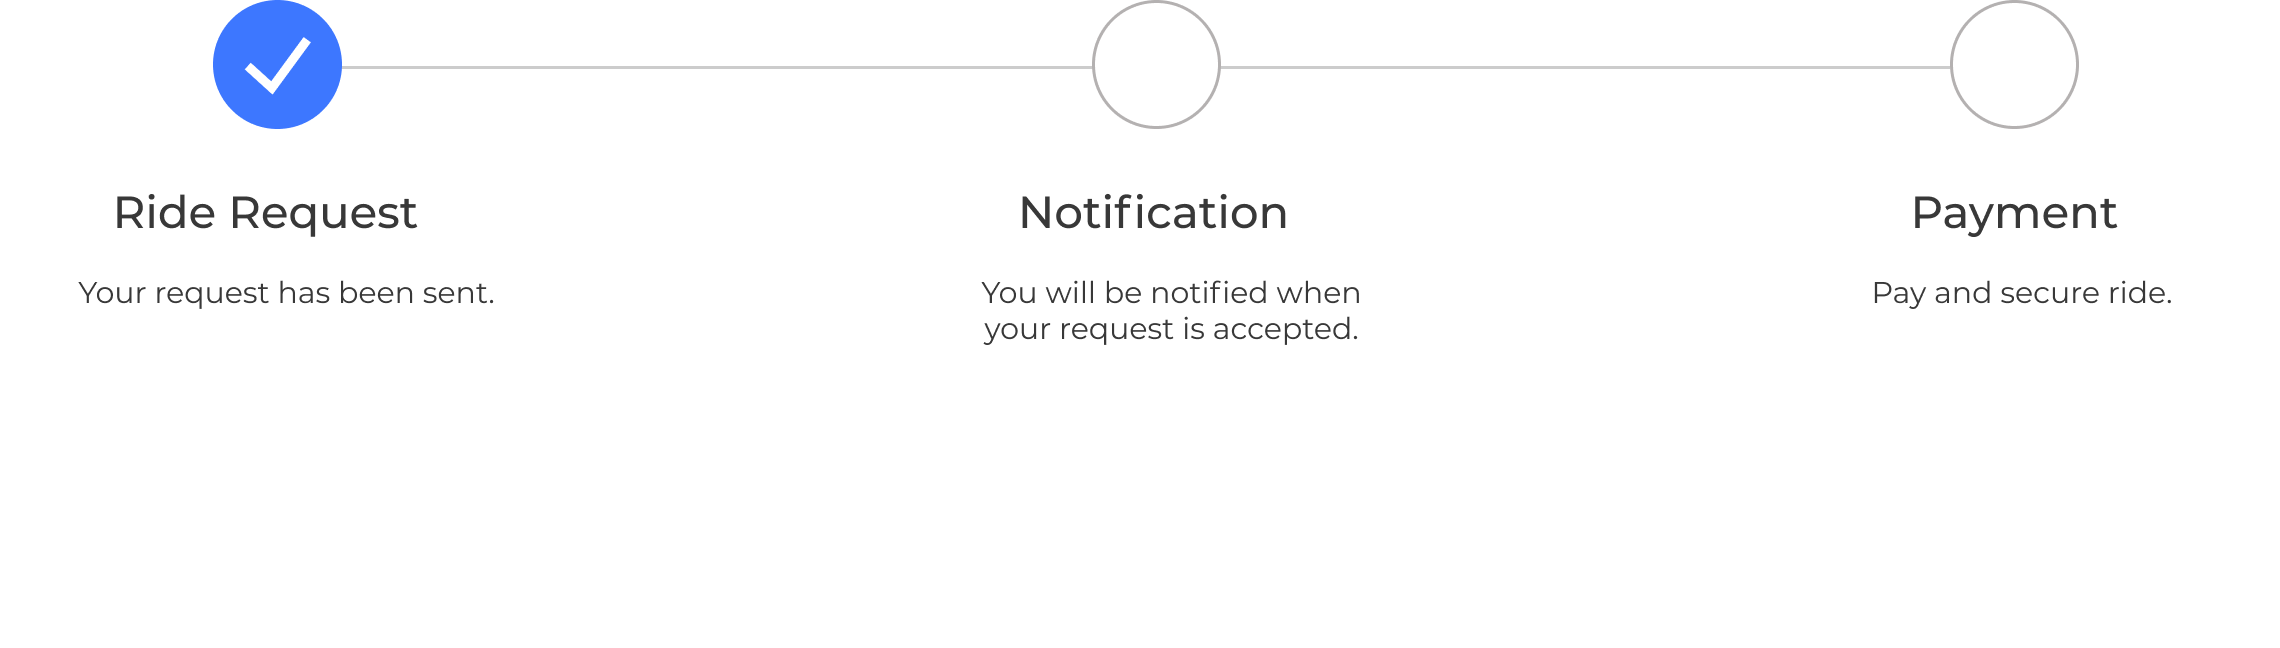 Ride Request
Your request has been sent.
Notification
You will be notified when
your request is accepted.
Payment
Pay and secure ride.